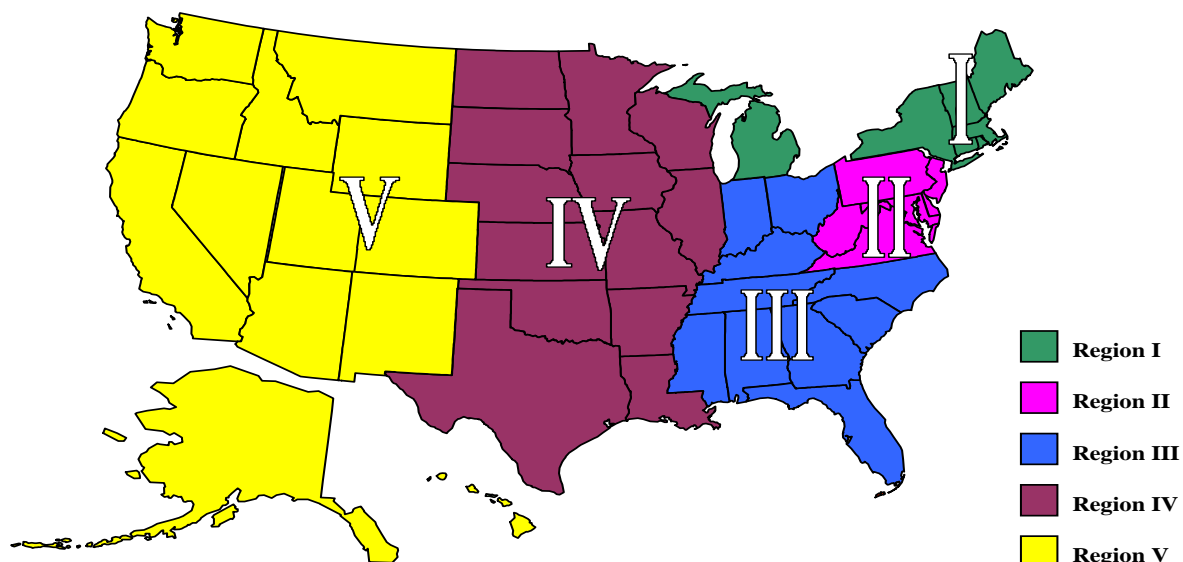 I
II
III
IV
V
Region I
Region II
Region III
Region IV
Region V